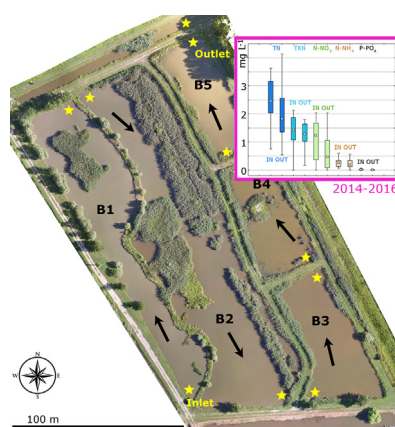 Outlet
B5
mg L⁻¹
TN
TKN
N-NO₃
N-NH₄
P-PO₄
4
3
2
1
0
IN OUT
IN OUT
IN OUT
IN OUT
IN OUT
2014-2016
B4
B1
B2
B3
Inlet
N
W
E
S
100 m